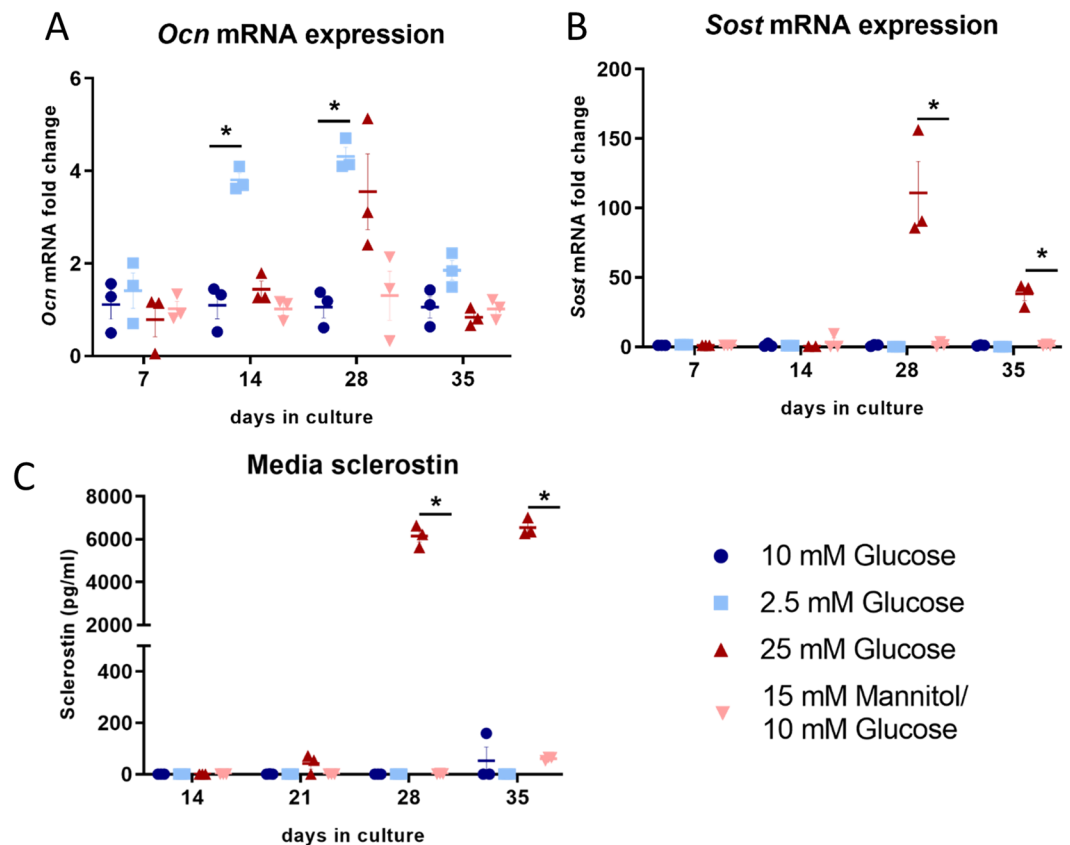 A
Ocn mRNA expression
Ocn mRNA fold change
6
4
2
0
*
*
7 14 28 35
days in culture
B
Sost mRNA expression
Sost mRNA fold change
200
150
100
50
0
*
*
7 14 28 35
days in culture
C
Media sclerostin
Sclerostin (pg/ml)
8000
6000
4000
2000
400
200
0
*
*
14 21 28 35
days in culture
10 mM Glucose
2.5 mM Glucose
25 mM Glucose
15 mM Mannitol/
10 mM Glucose